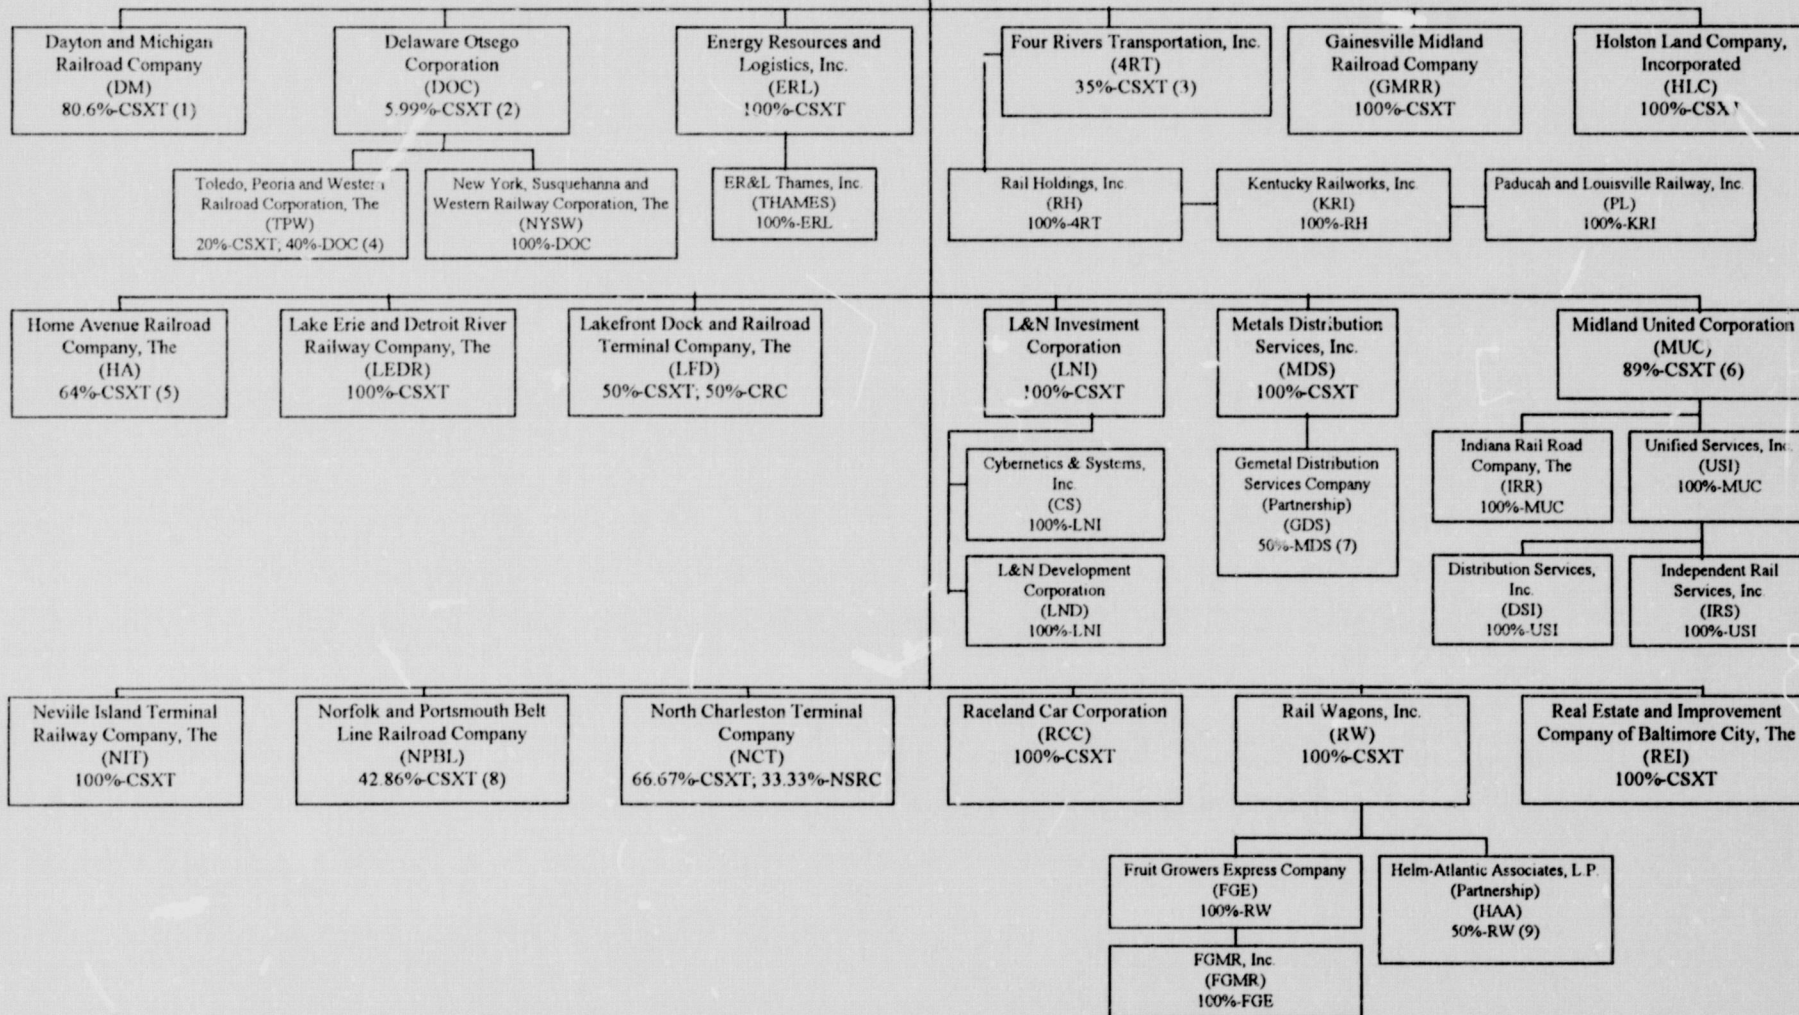 Dayton and Michigan
Railroad Company
(DM)
80.6%-CSXT (1)
Delaware Otsego
Corporation
(DOC)
5.99%-CSXT (2)
Energy Resources and
Logistics, Inc.
(ERL)
100%-CSXT
Four Rivers Transportation, Inc.
(4RT)
35%-CSXT (3)
Gainesville Midland
Railroad Company
(GMRR)
100%-CSXT
Holston Land Company,
Incorporated
(HLC)
100%-CSX
Toledo, Peoria and Western
Railroad Corporation, The
(TPW)
20%-CSXT; 40%-DOC (4)
New York, Susquehanna and
Western Railway Corporation, The
(NYSW)
100%-DOC
ER&L Thames, Inc.
(THAMES)
100%-ERL
Rail Holdings, Inc.
(RH)
100%-4RT
Kentucky Railworks, Inc.
(KRI)
100%-RH
Paducah and Louisville Railway, Inc.
(PL)
100%-KRI
Home Avenue Railroad
Company, The
(HA)
64%-CSXT (5)
Lake Erie and Detroit River
Railway Company, The
(LEDR)
100%-CSXT
Lakefront Dock and Railroad
Terminal Company, The
(LFD)
50%-CSXT; 50%-CRC
L&N Investment
Corporation
(LNI)
100%-CSXT
Metals Distribution
Services, Inc.
(MDS)
100%-CSXT
Midland United Corporation
(MUC)
89%-CSXT (6)
Cybernetics & Systems,
Inc.
(CS)
100%-LNI
Gemetal Distribution
Services Company
(Partnership)
(GDS)
50%-MDS (7)
Indiana Rail Road
Company, The
(IRR)
100%-MUC
Unified Services, Inc.
(USI)
100%-MUC
L&N Development
Corporation
(LND)
100%-LNI
Distribution Services,
Inc.
(DSI)
100%-USI
Independent Rail
Services, Inc.
(IRS)
100%-USI
Neville Island Terminal
Railway Company, The
(NIT)
100%-CSXT
Norfolk and Portsmouth Belt
Line Railroad Company
(NPBL)
42.86%-CSXT (8)
North Charleston Terminal
Company
(NCT)
66.67%-CSXT; 33.33%-NSRC
Raceland Car Corporation
(RCC)
100%-CSXT
Rail Wagons, Inc.
(RW)
100%-CSXT
Real Estate and Improvement
Company of Baltimore City, The
(REI)
100%-CSXT
Fruit Growers Express Company
(FGE)
100%-RW
Helm-Atlantic Associates, L.P.
(Partnership)
(HAA)
50%-RW (9)
FGMR, Inc.
(FGMR)
100%-FGE